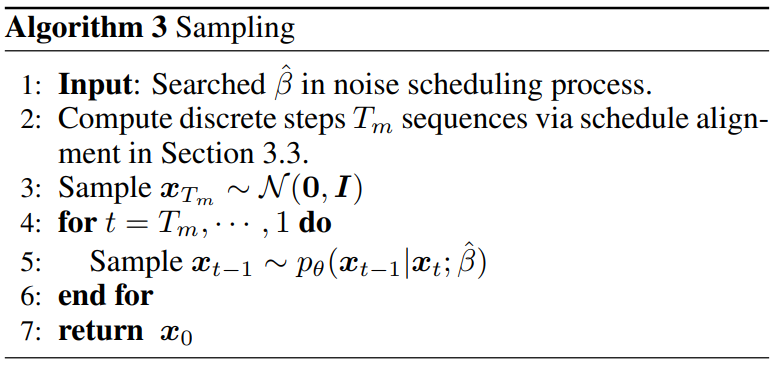 Algorithm 3 Sampling
1: Input: Searched $\hat{\beta}$ in noise scheduling process.
2: Compute discrete steps $T_m$ sequences via schedule align-
ment in Section 3.3.
3: Sample $\boldsymbol{x}_{T_m} \sim \mathcal{N}(\mathbf{0}, \boldsymbol{I})$
4: for $t = T_m, \cdots, 1$ do
5: Sample $\boldsymbol{x}_{t-1} \sim p_\theta(\boldsymbol{x}_{t-1}|\boldsymbol{x}_t; \hat{\beta})$
6: end for
7: return $\boldsymbol{x}_0$